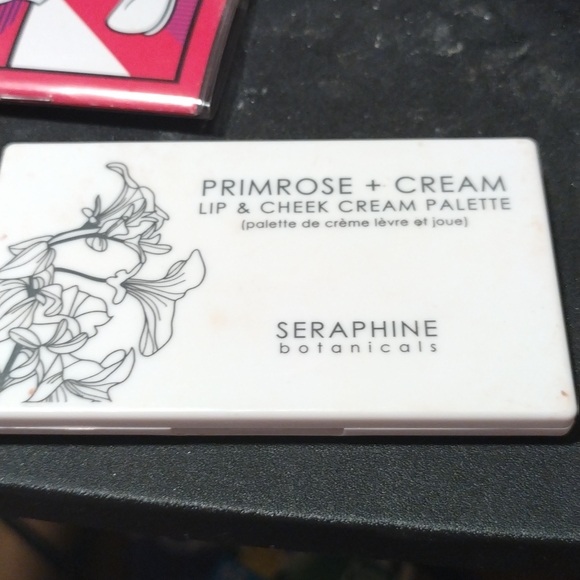 PRIMROSE + CREAM
LIP & CHEEK CREAM PALETTE
(palette de crème lèvre et joue)
SERAPHINE
botanicals